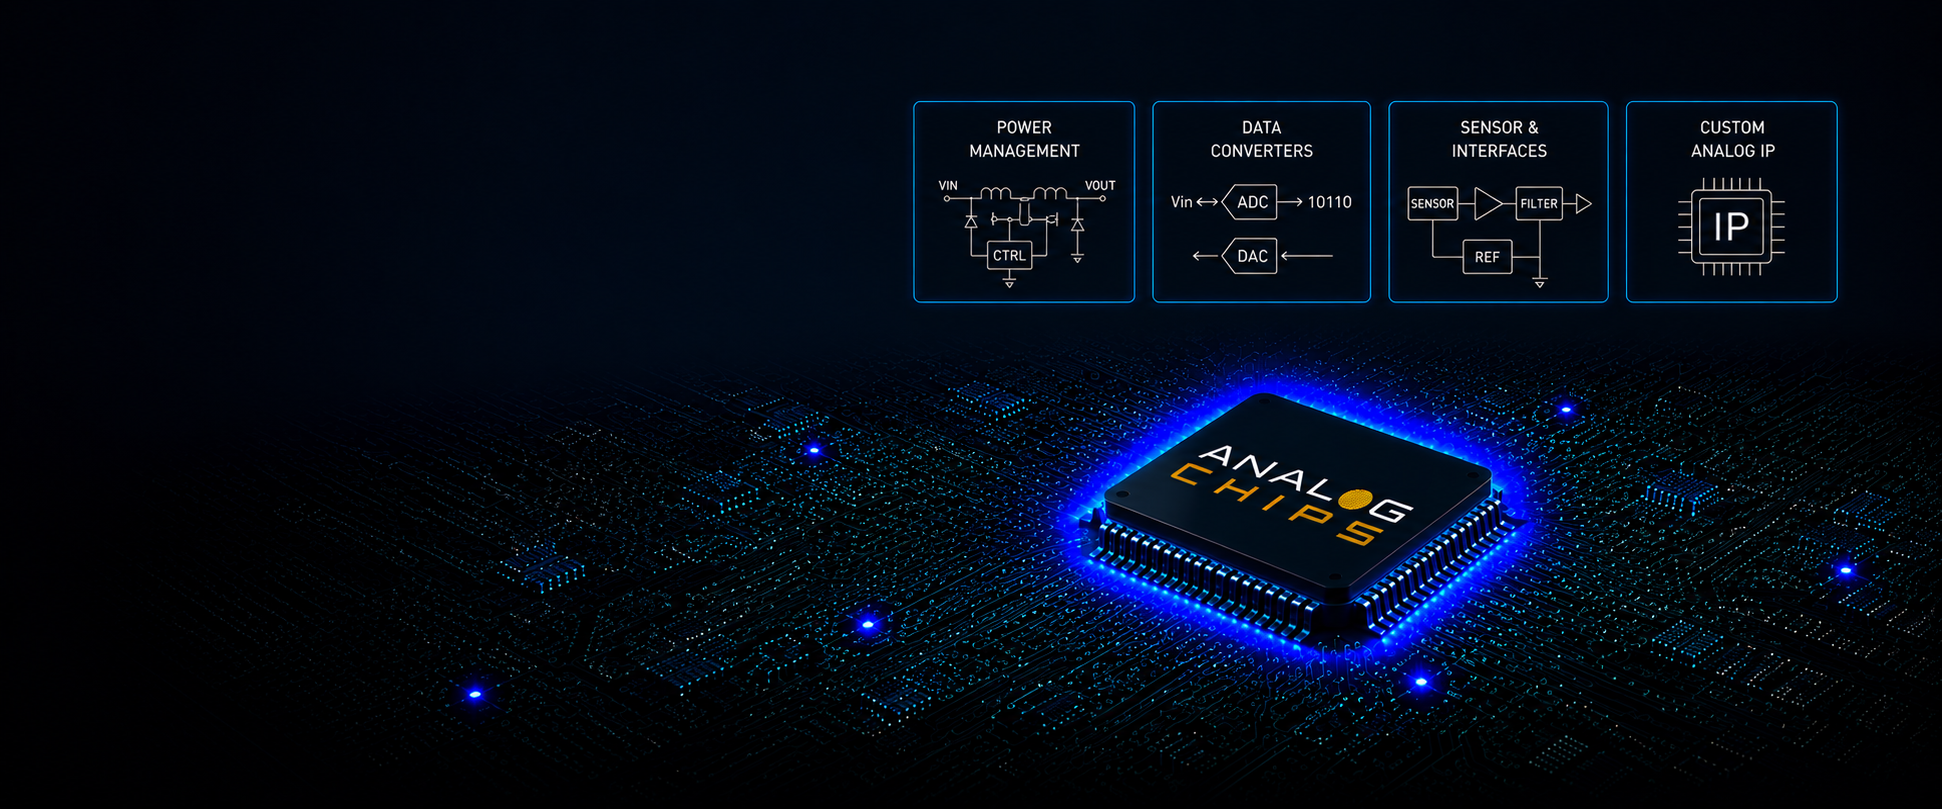 POWER
MANAGEMENT
VIN
VOUT
CTRL
DATA
CONVERTERS
Vin
ADC
10110
DAC
SENSOR &
INTERFACES
SENSOR
FILTER
REF
CUSTOM
ANALOG IP
IP
ANALOG
CHIPS